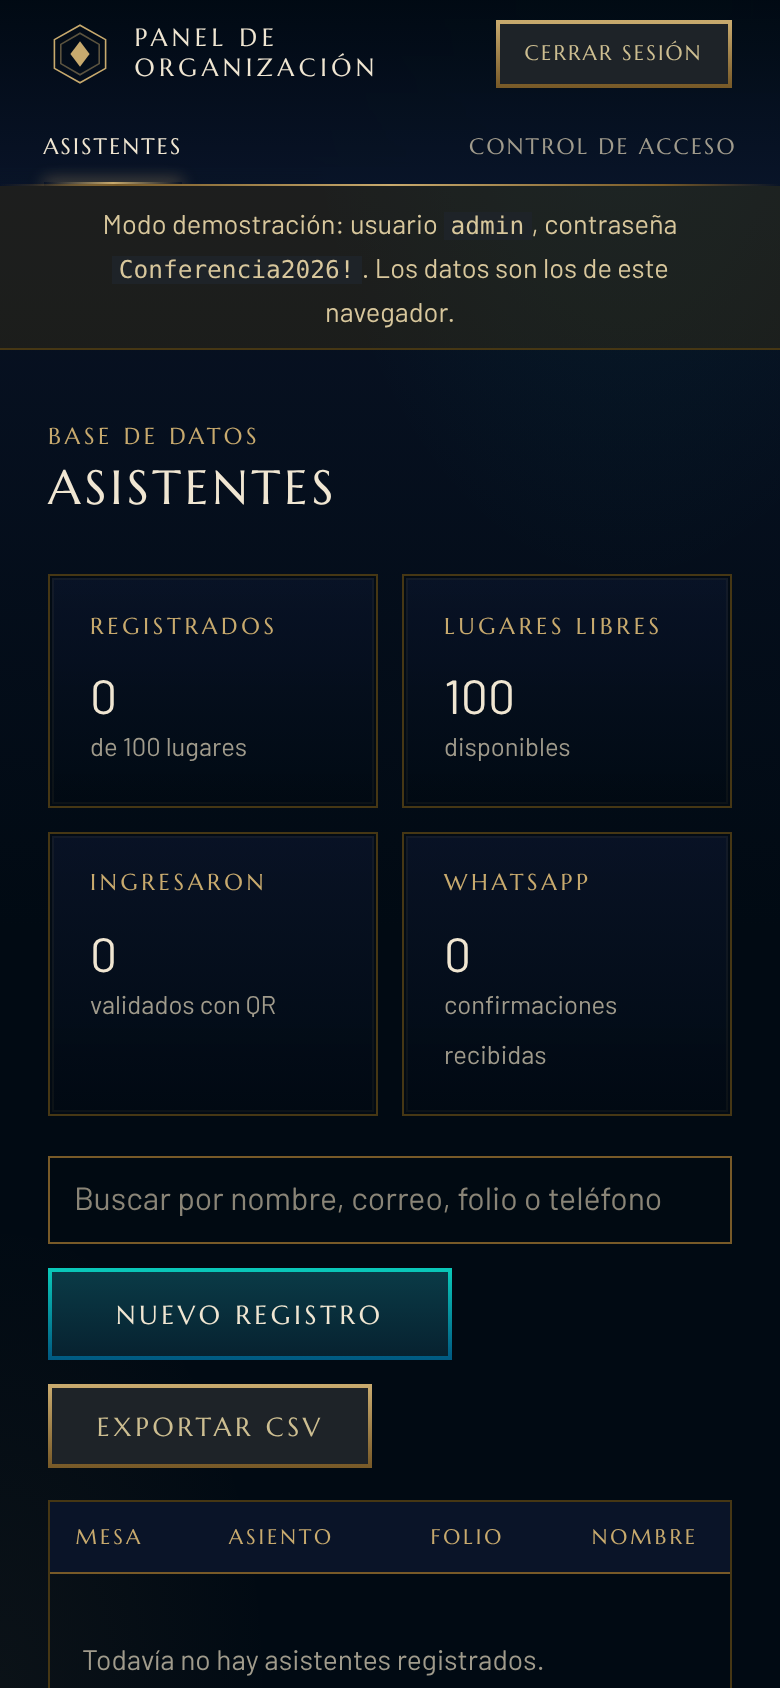 PANEL DE
ORGANIZACIÓN
CERRAR SESIÓN
ASISTENTES
CONTROL DE ACCESO
Modo demostración: usuario admin , contraseña
Conferencia2026! . Los datos son los de este
navegador.
BASE DE DATOS
ASISTENTES
REGISTRADOS
0
de 100 lugares
LUGARES LIBRES
100
disponibles
INGRESARON
0
validados con QR
WHATSAPP
0
confirmaciones
recibidas
Buscar por nombre, correo, folio o teléfono
NUEVO REGISTRO
EXPORTAR CSV
MESA ASIENTO FOLIO NOMBRE
Todavía no hay asistentes registrados.